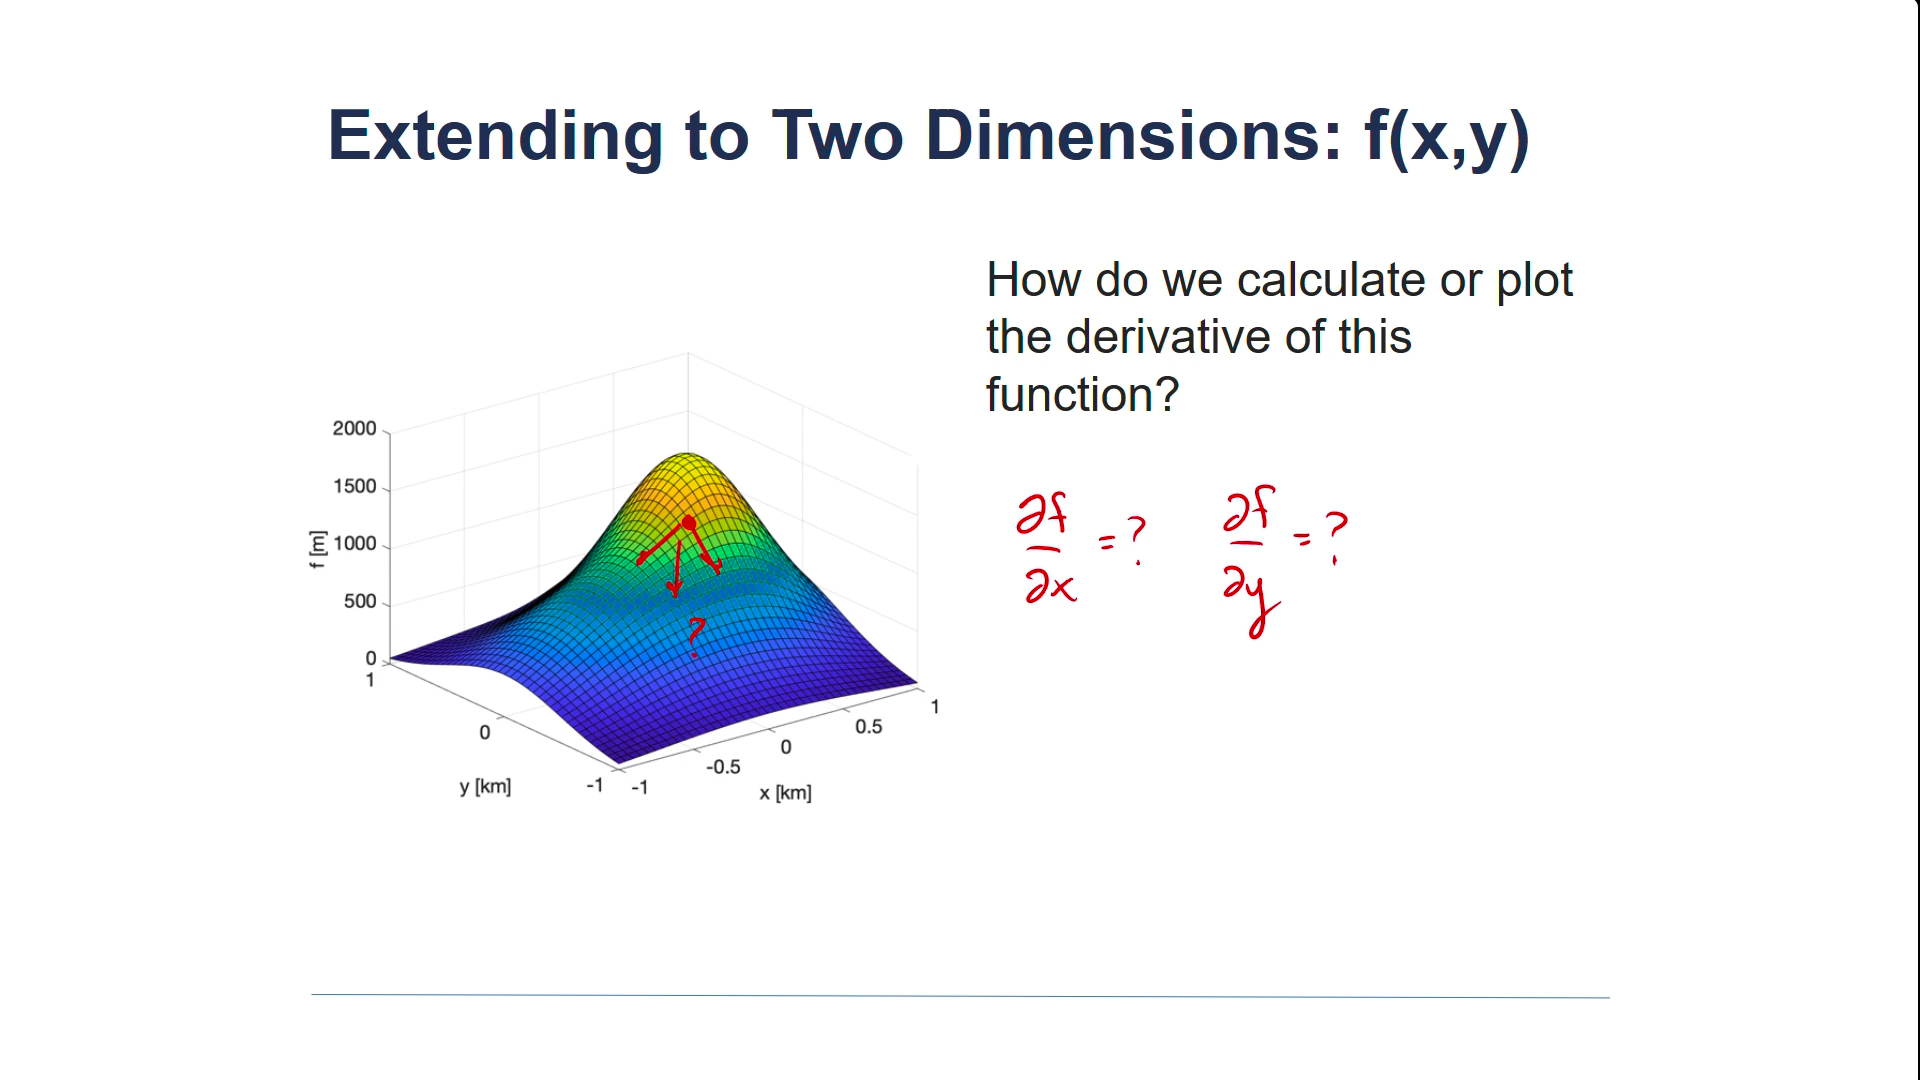 Extending to Two Dimensions: f(x,y)
How do we calculate or plot
the derivative of this
function?
∂f/∂x = ? ∂f/∂y = ?
2000
1500
1000
500
0
f [m]
?
1
0
-1
y [km]
-1
-0.5
0
0.5
1
x [km]